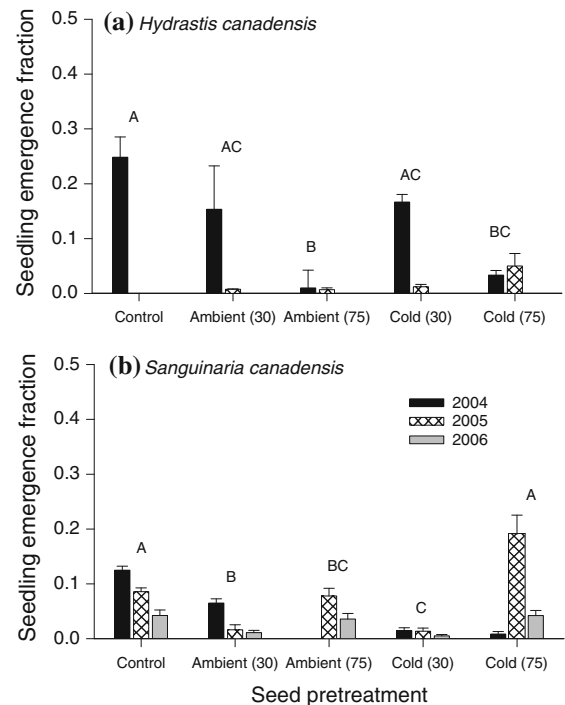 (a) Hydrastis canadensis
Seedling emergence fraction
0.5
0.4
0.3
0.2
0.1
0.0
A
AC
B
AC
BC
Control Ambient (30) Ambient (75) Cold (30) Cold (75)
(b) Sanguinaria canadensis
Seedling emergence fraction
0.5
0.4
0.3
0.2
0.1
0.0
2004
2005
2006
A
B
BC
C
A
Control Ambient (30) Ambient (75) Cold (30) Cold (75)
Seed pretreatment